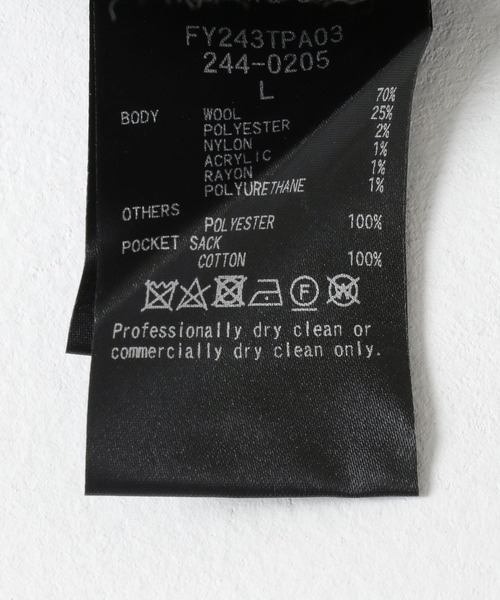 FY243TPA03
244-0205
L
BODY WOOL 70%
POLYESTER 25%
NYLON 2%
ACRYLIC 1%
RAYON 1%
POLYURETHANE 1%
OTHERS
POLYESTER 100%
POCKET SACK
COTTON 100%
F W
Professionally dry clean or
commercially dry clean only.